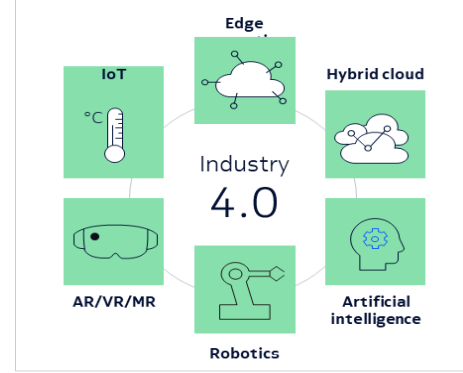 Edge
IoT
Hybrid cloud
°C
Industry
4.0
AR/VR/MR
Artificial
intelligence
Robotics